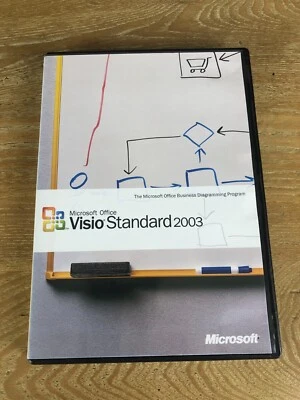 The Microsoft Office Business Diagramming Program
Microsoft Office
Visio Standard 2003
Microsoft